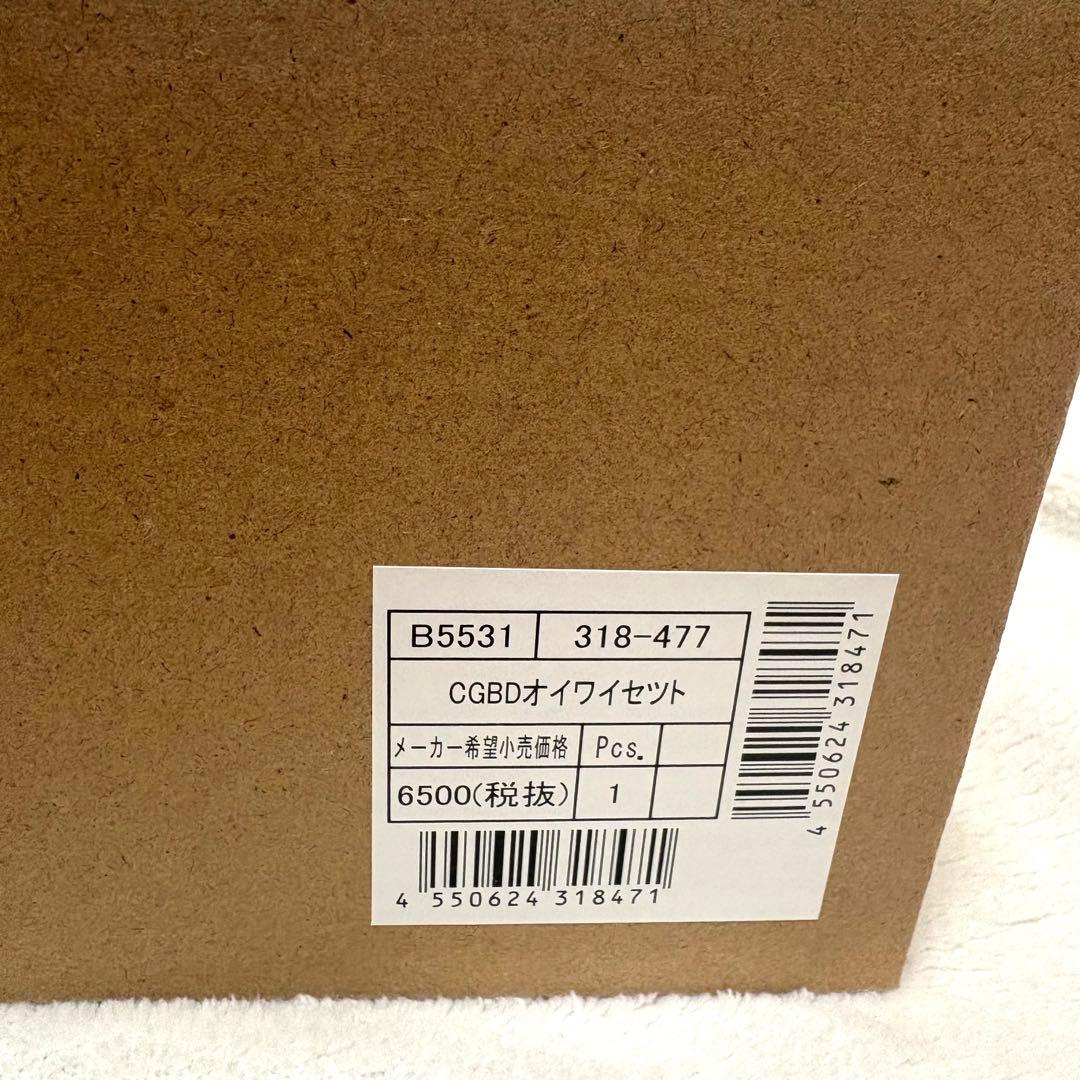 B5531 318-477
CGBDオイワイセツト
メーカー希望小売価格 Pcs.
6500(税抜) 1
4 550624 318471
4 550624 318471